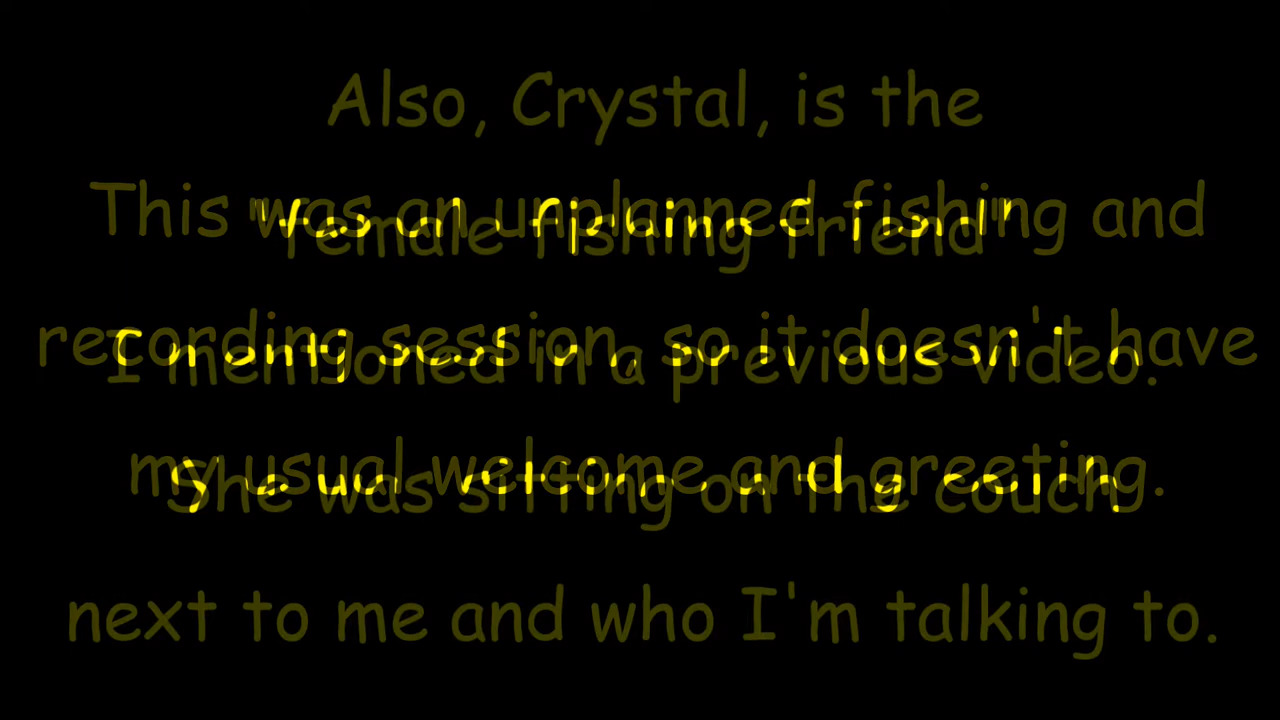 Also, Crystal, is the
This was an unplanned fishing and
"female fishing friend"
recording session, so it doesn't have
I mentioned in a previous video.
my usual welcome and greeting.
She was sitting on the couch
next to me and who I'm talking to.